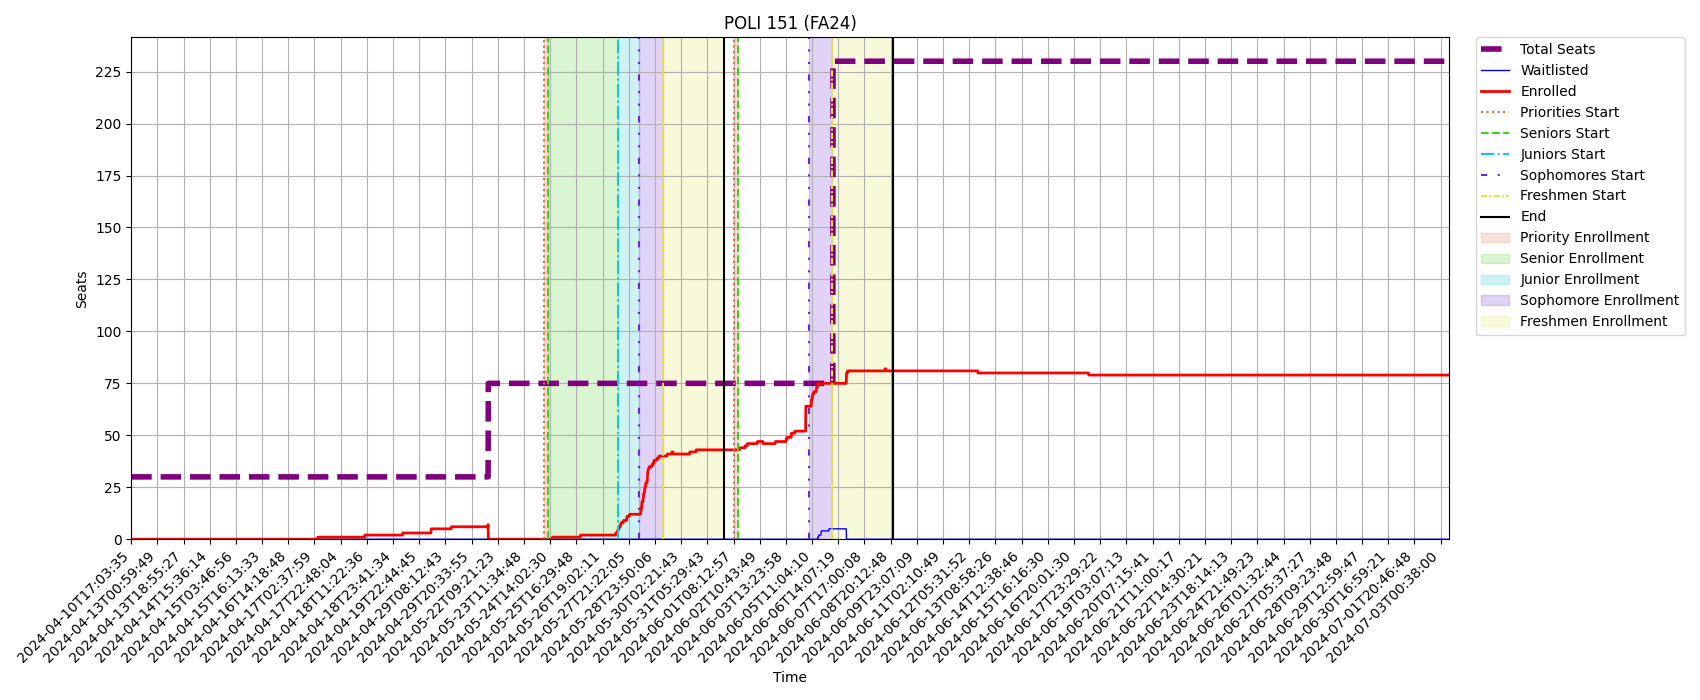 POLI 151 (FA24)
Seats
225
200
175
150
125
100
75
50
25
0
2024-04-10T17:03:35
2024-04-13T00:59:49
2024-04-13T18:55:27
2024-04-14T15:36:14
2024-04-15T03:46:56
2024-04-15T16:13:33
2024-04-16T14:18:48
2024-04-17T02:37:59
2024-04-17T22:48:04
2024-04-18T11:22:36
2024-04-18T23:41:34
2024-04-19T22:44:45
2024-04-29T08:12:43
2024-05-21T20:33:55
2024-05-22T09:21:23
2024-05-23T11:34:48
2024-05-24T14:02:30
2024-05-25T16:29:48
2024-05-26T19:02:11
2024-05-27T21:22:05
2024-05-28T23:50:06
2024-05-30T02:21:43
2024-05-31T05:29:43
2024-06-01T08:12:57
2024-06-02T10:43:49
2024-06-03T13:23:58
2024-06-05T11:04:10
2024-06-06T14:07:19
2024-06-07T17:00:08
2024-06-08T20:12:48
2024-06-09T23:07:09
2024-06-11T02:10:49
2024-06-12T05:31:52
2024-06-13T08:58:26
2024-06-14T12:38:46
2024-06-15T16:16:30
2024-06-16T20:01:30
2024-06-17T23:29:22
2024-06-19T03:07:13
2024-06-20T07:15:41
2024-06-21T11:00:17
2024-06-22T14:30:21
2024-06-23T18:14:13
2024-06-24T21:49:23
2024-06-26T01:32:44
2024-06-27T05:37:27
2024-06-28T09:23:48
2024-06-29T12:59:47
2024-06-30T16:59:21
2024-07-01T20:46:48
2024-07-03T00:38:00
Time
Total Seats
Waitlisted
Enrolled
Priorities Start
Seniors Start
Juniors Start
Sophomores Start
Freshmen Start
End
Priority Enrollment
Senior Enrollment
Junior Enrollment
Sophomore Enrollment
Freshmen Enrollment